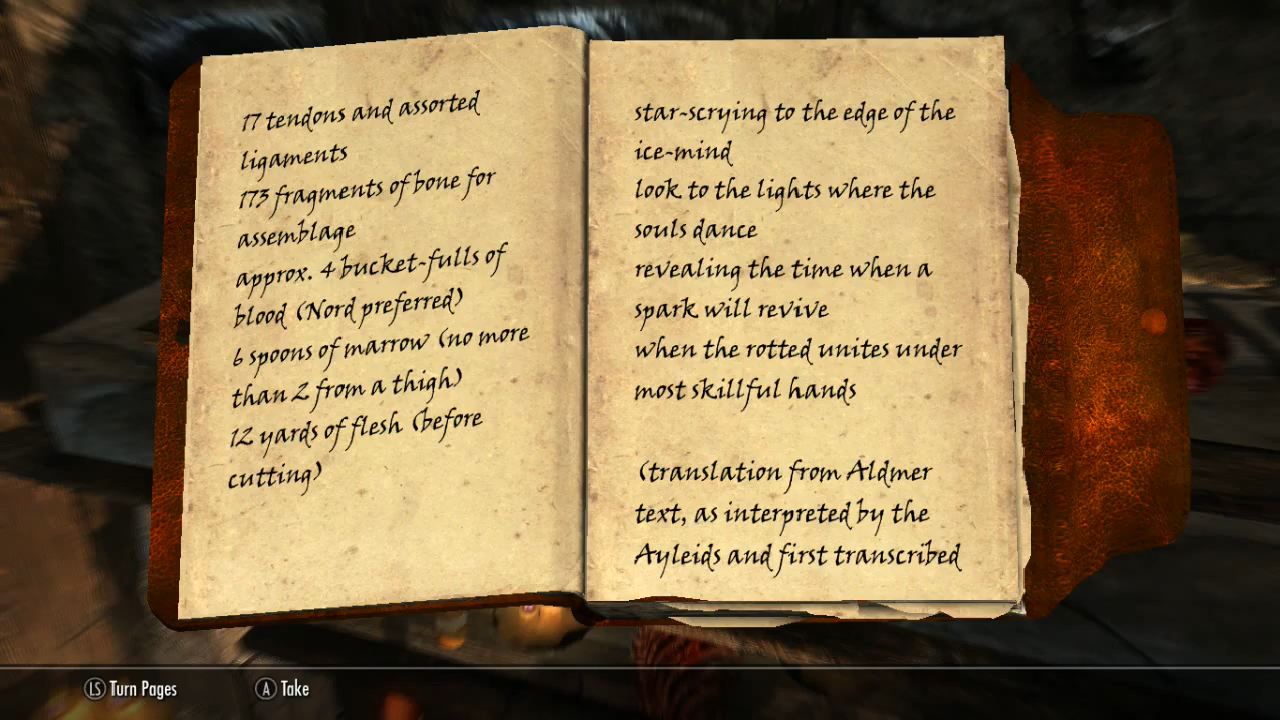 17 tendons and assorted
ligaments
173 fragments of bone for
assemblage
approx. 4 bucket-fulls of
blood (Nord preferred)
6 spoons of marrow (no more
than 2 from a thigh)
12 yards of flesh (before
cutting)
star-scrying to the edge of the
ice-mind
look to the lights where the
souls dance
revealing the time when a
spark will revive
when the rotted unites under
most skillful hands
(translation from Aldmer
text, as interpreted by the
Ayleids and first transcribed
LS Turn Pages
A Take